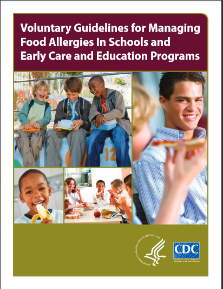 Voluntary Guidelines for Managing
Food Allergies In Schools and
Early Care and Education Programs
CDC